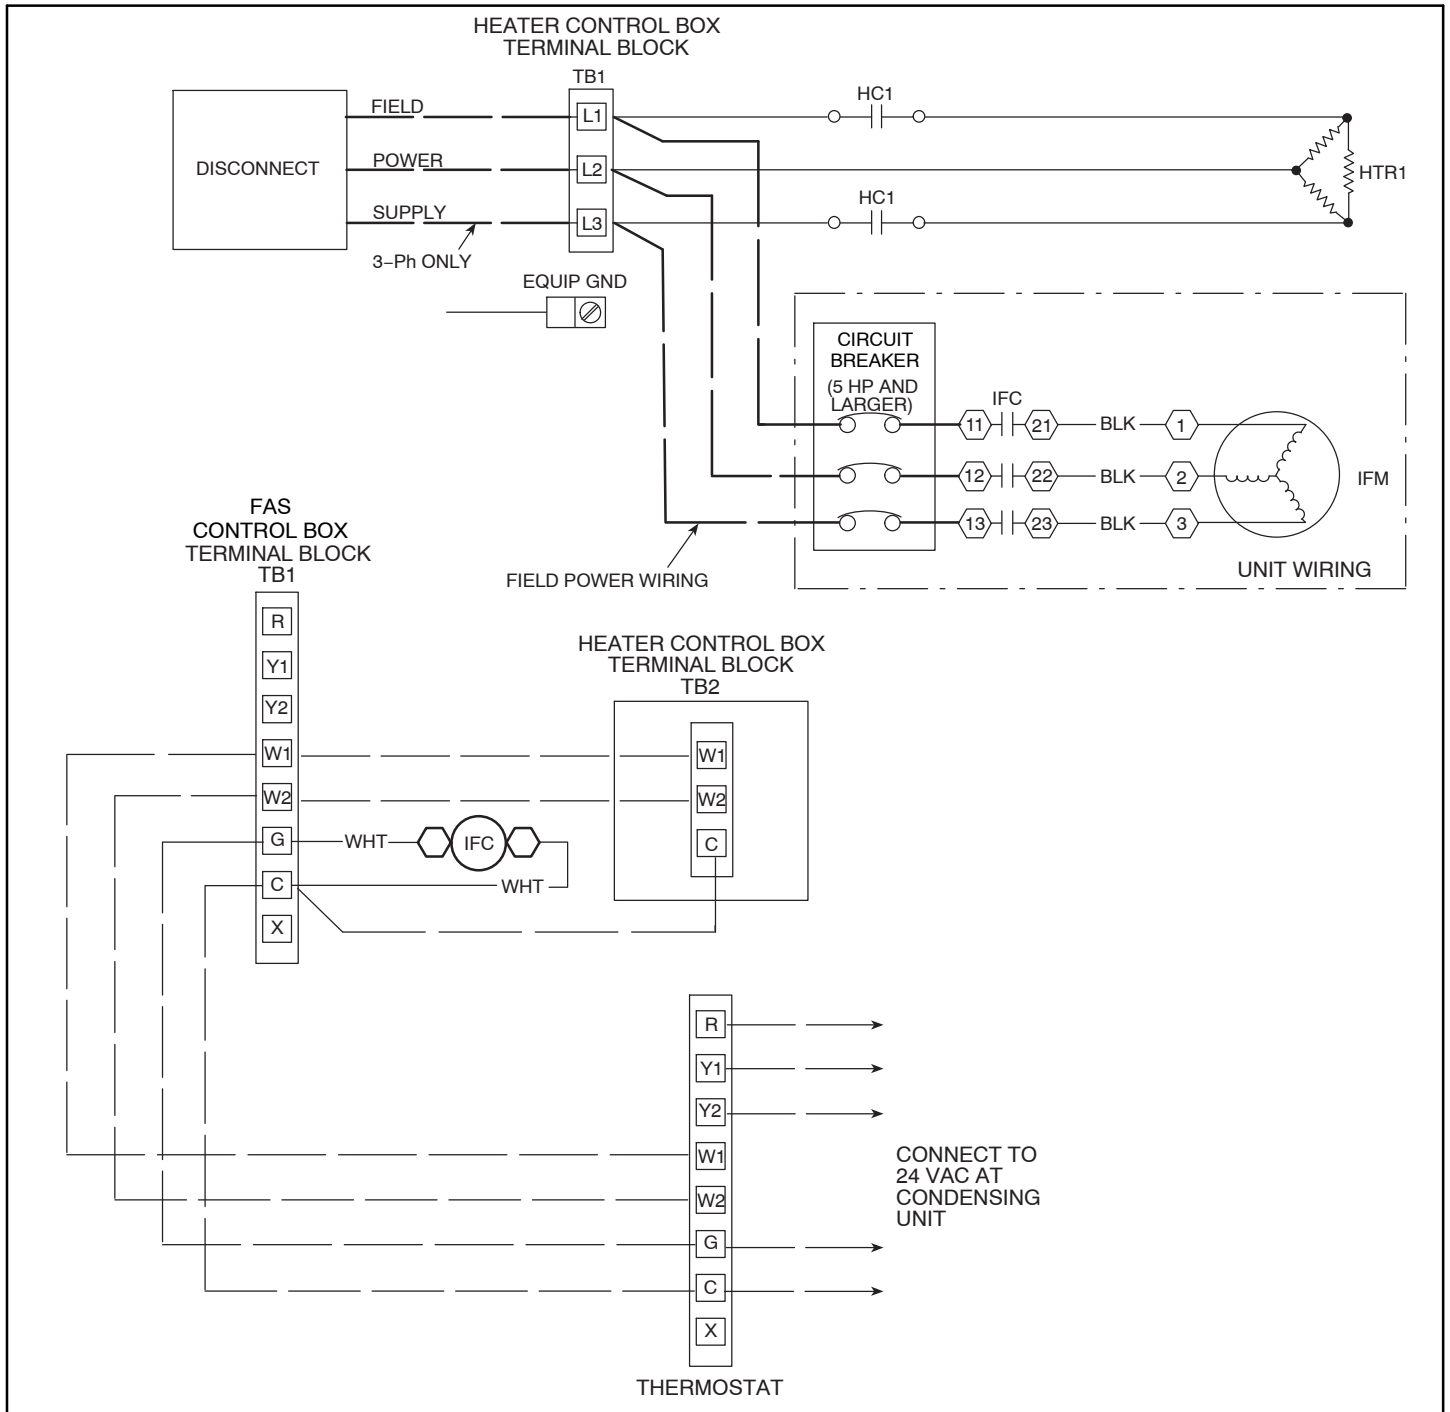 HEATER CONTROL BOX
TERMINAL BLOCK
TB1
DISCONNECT
FIELD
POWER
SUPPLY
3-Ph ONLY
L1
L2
L3
HC1
HC1
HTR1
EQUIP GND
CIRCUIT
BREAKER
(5 HP AND
LARGER)
IFC
11 21 BLK 1
12 22 BLK 2
13 23 BLK 3
IFM
UNIT WIRING
FIELD POWER WIRING
FAS
CONTROL BOX
TERMINAL BLOCK
TB1
R
Y1
Y2
W1
W2
G
C
X
WHT
IFC
WHT
HEATER CONTROL BOX
TERMINAL BLOCK
TB2
W1
W2
C
R
Y1
Y2
W1
W2
G
C
X
THERMOSTAT
CONNECT TO
24 VAC AT
CONDENSING
UNIT